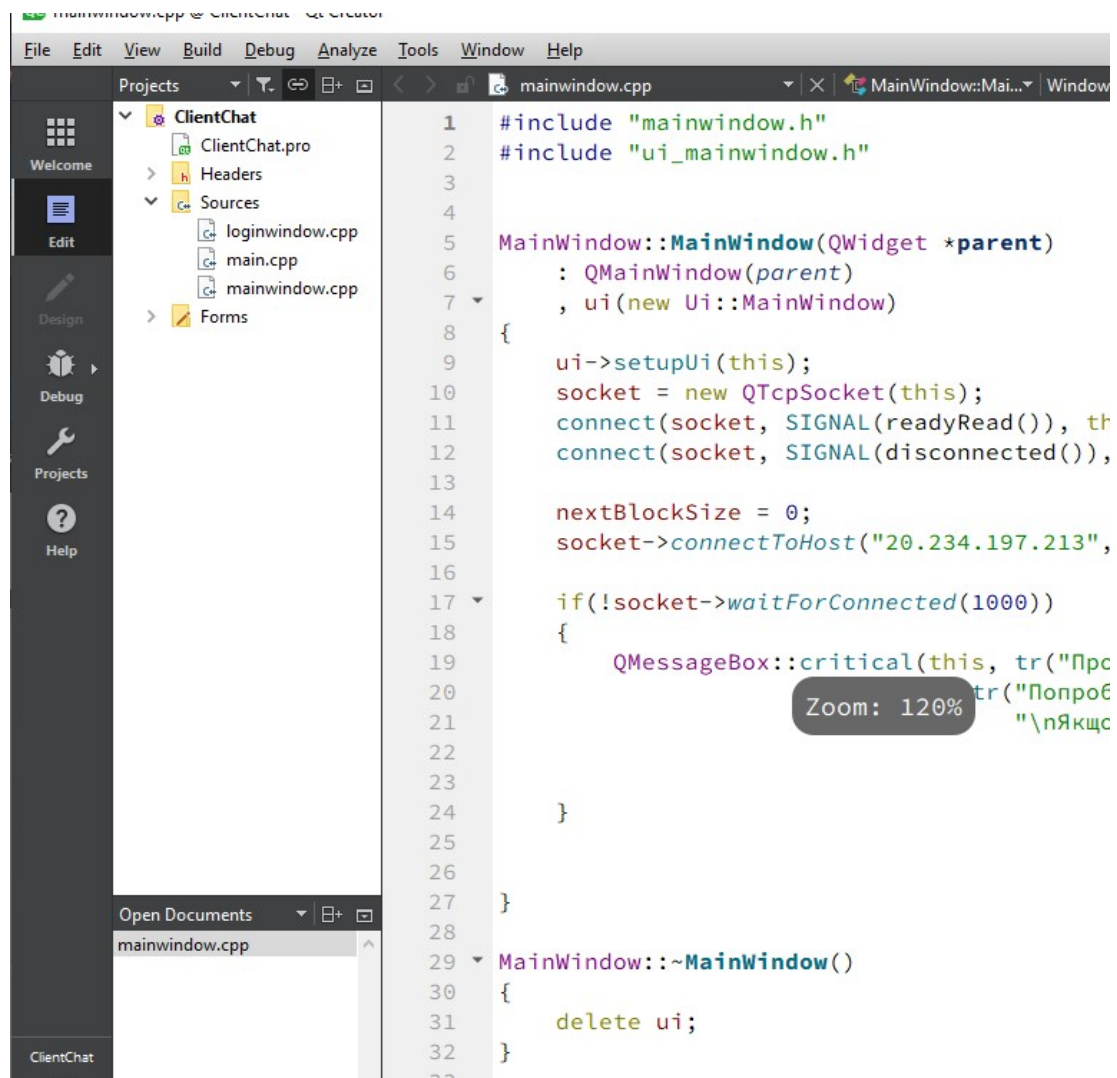 mainwindow.cpp @ ClientChat - Qt Creator
File Edit View Build Debug Analyze Tools Window Help
Projects
mainwindow.cpp
MainWindow::Mai...
Window
Welcome
Edit
Design
Debug
Projects
Help
ClientChat
ClientChat
ClientChat.pro
Headers
Sources
loginwindow.cpp
main.cpp
mainwindow.cpp
Forms
Open Documents
mainwindow.cpp
1 #include "mainwindow.h"
2 #include "ui_mainwindow.h"
3
4
5 MainWindow::MainWindow(QWidget *parent)
6 : QMainWindow(parent)
7 , ui(new Ui::MainWindow)
8 {
9 ui->setupUi(this);
10 socket = new QTcpSocket(this);
11 connect(socket, SIGNAL(readyRead()), th
12 connect(socket, SIGNAL(disconnected()),
13
14 nextBlockSize = 0;
15 socket->connectToHost("20.234.197.213",
16
17 if(!socket->waitForConnected(1000))
18 {
19 QMessageBox::critical(this, tr("Про
20 tr("Попроб
21 "\nЯкщо
22
23
24 }
25
26
27 }
28
29 MainWindow::~MainWindow()
30 {
31 delete ui;
32 }
Zoom: 120%